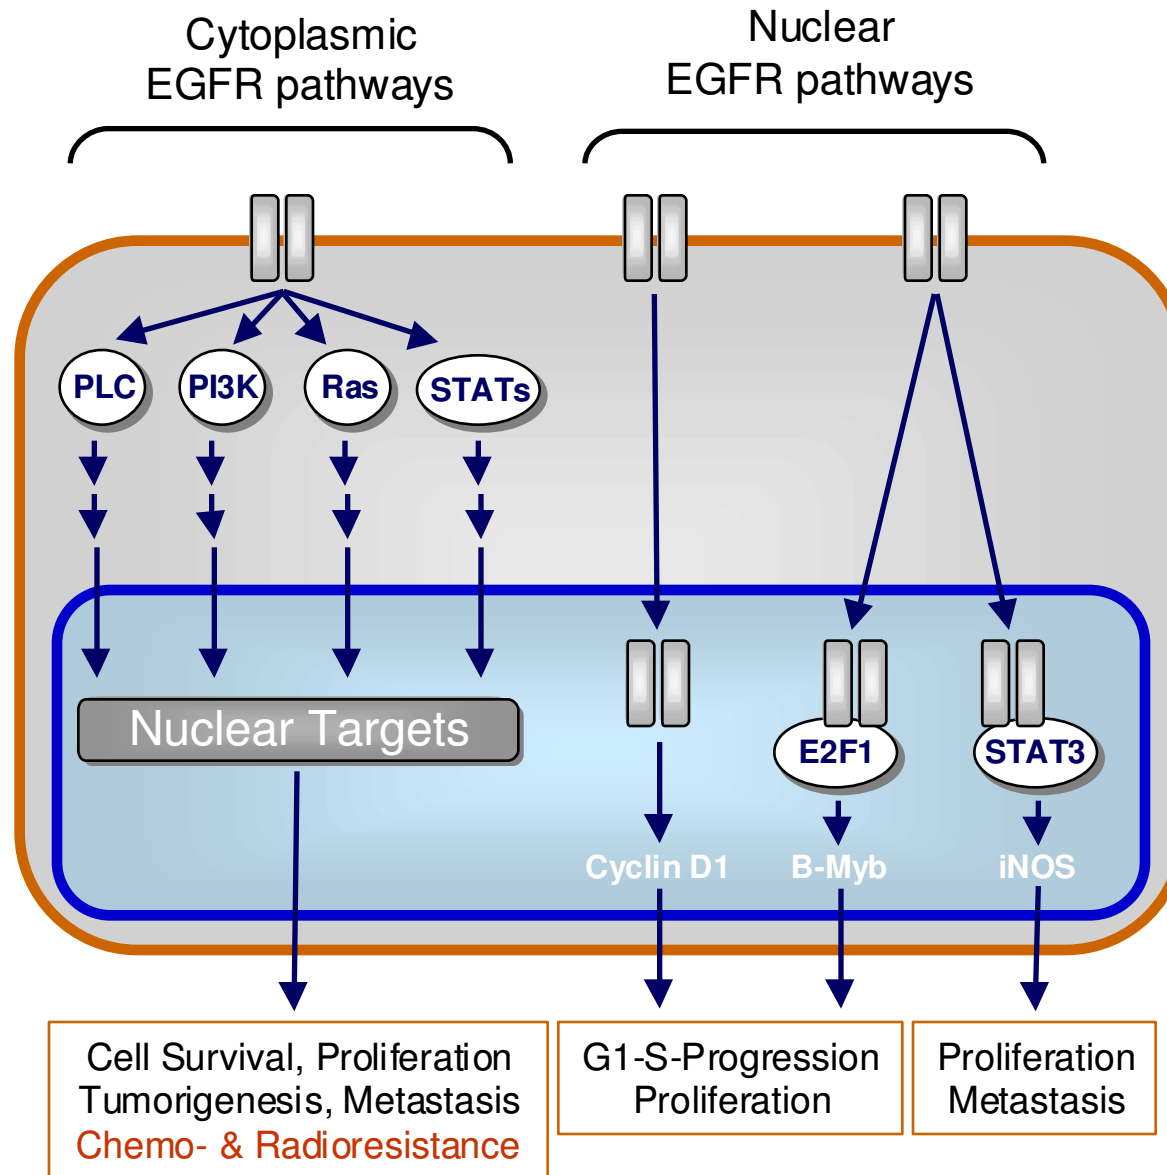 Cytoplasmic
EGFR pathways
Nuclear
EGFR pathways
PLC
PI3K
Ras
STATs
Nuclear Targets
E2F1
STAT3
Cyclin D1
B-Myb
iNOS
Cell Survival, Proliferation
Tumorigenesis, Metastasis
Chemo- & Radioresistance
G1-S-Progression
Proliferation
Proliferation
Metastasis